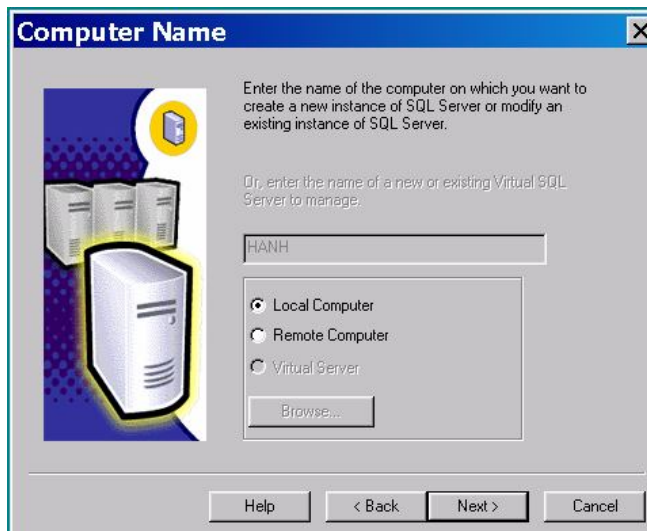 Computer Name
Enter the name of the computer on which you want to
create a new instance of SQL Server or modify an
existing instance of SQL Server.
Or, enter the name of a new or existing Virtual SQL
Server to manage.
HANH
Local Computer
Remote Computer
Virtual Server
Browse...
Help
< Back
Next >
Cancel